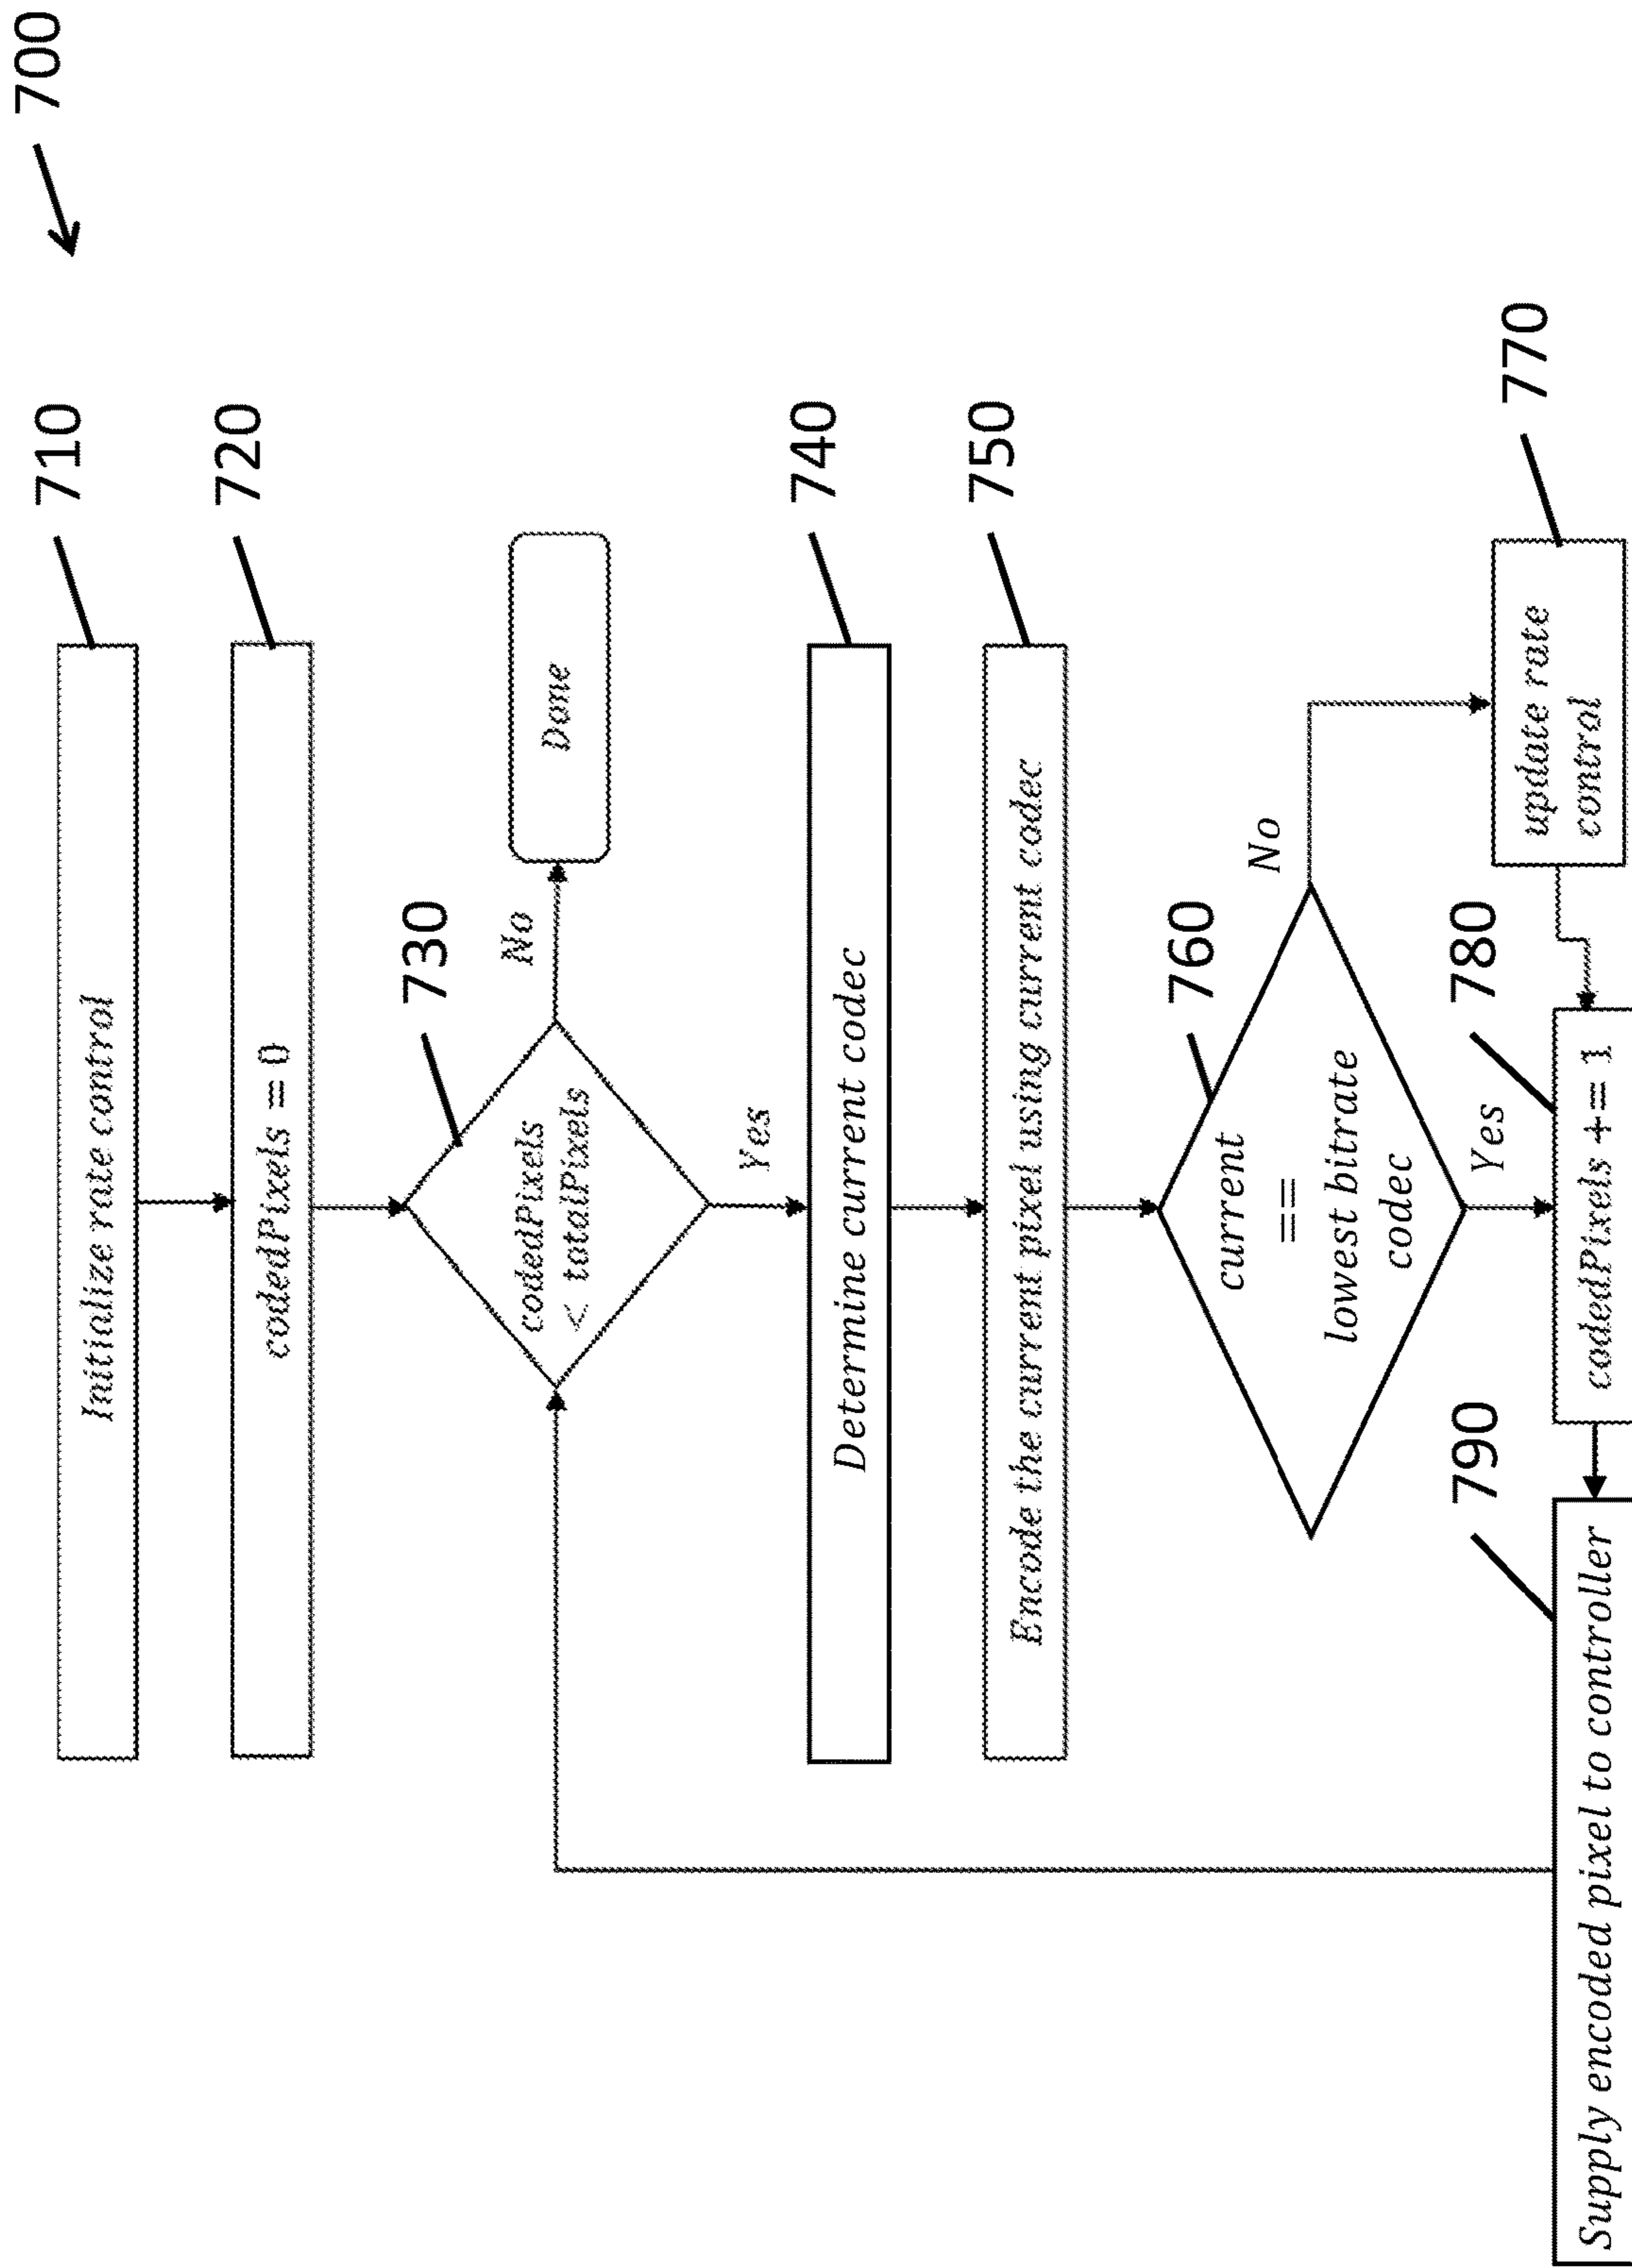 700
710
Initialize rate control
720
codedPixels = 0
730
codedPixels
< totalPixels
No
Done
Yes
740
Determine current codec
750
Encode the current pixel using current codec
760
current
==
lowest bitrate
codec
No
770
update rate
control
Yes
780
codedPixels += 1
790
Supply encoded pixel to controller